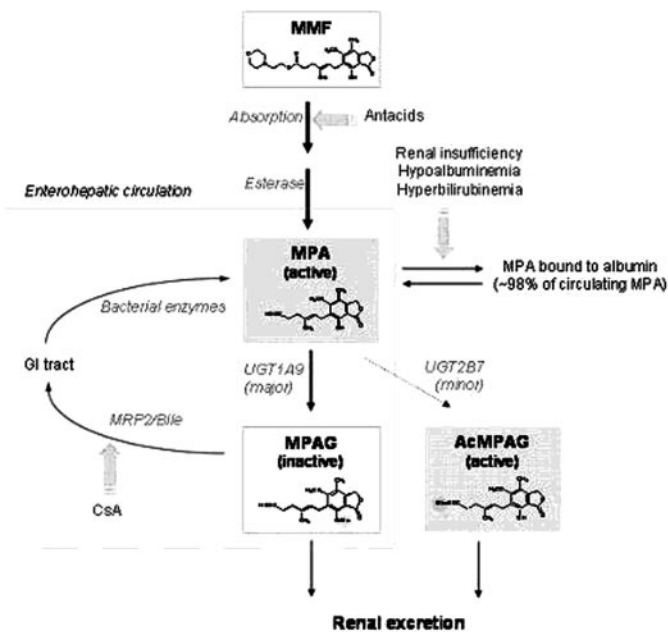 MMF
Absorption
Antacids
Renal insufficiency
Hypoalbuminemia
Hyperbilirubinemia
Enterohepatic circulation
Esterase
MPA
(active)
MPA bound to albumin
(~98% of circulating MPA)
Bacterial enzymes
GI tract
UGT1A9
(major)
UGT2B7
(minor)
MRP2/Bile
MPAG
(inactive)
AcMPAG
(active)
CsA
Renal excretion